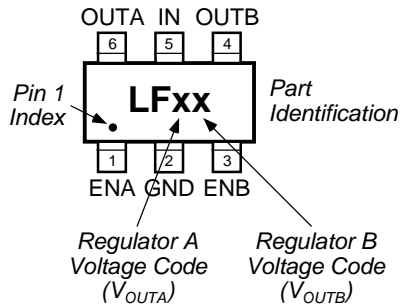 OUTA IN OUTB
6 5 4
Pin 1
Index
LFxx
Part
Identification
1 2 3
ENA GND ENB
Regulator A
Voltage Code
(VOUTA)
Regulator B
Voltage Code
(VOUTB)